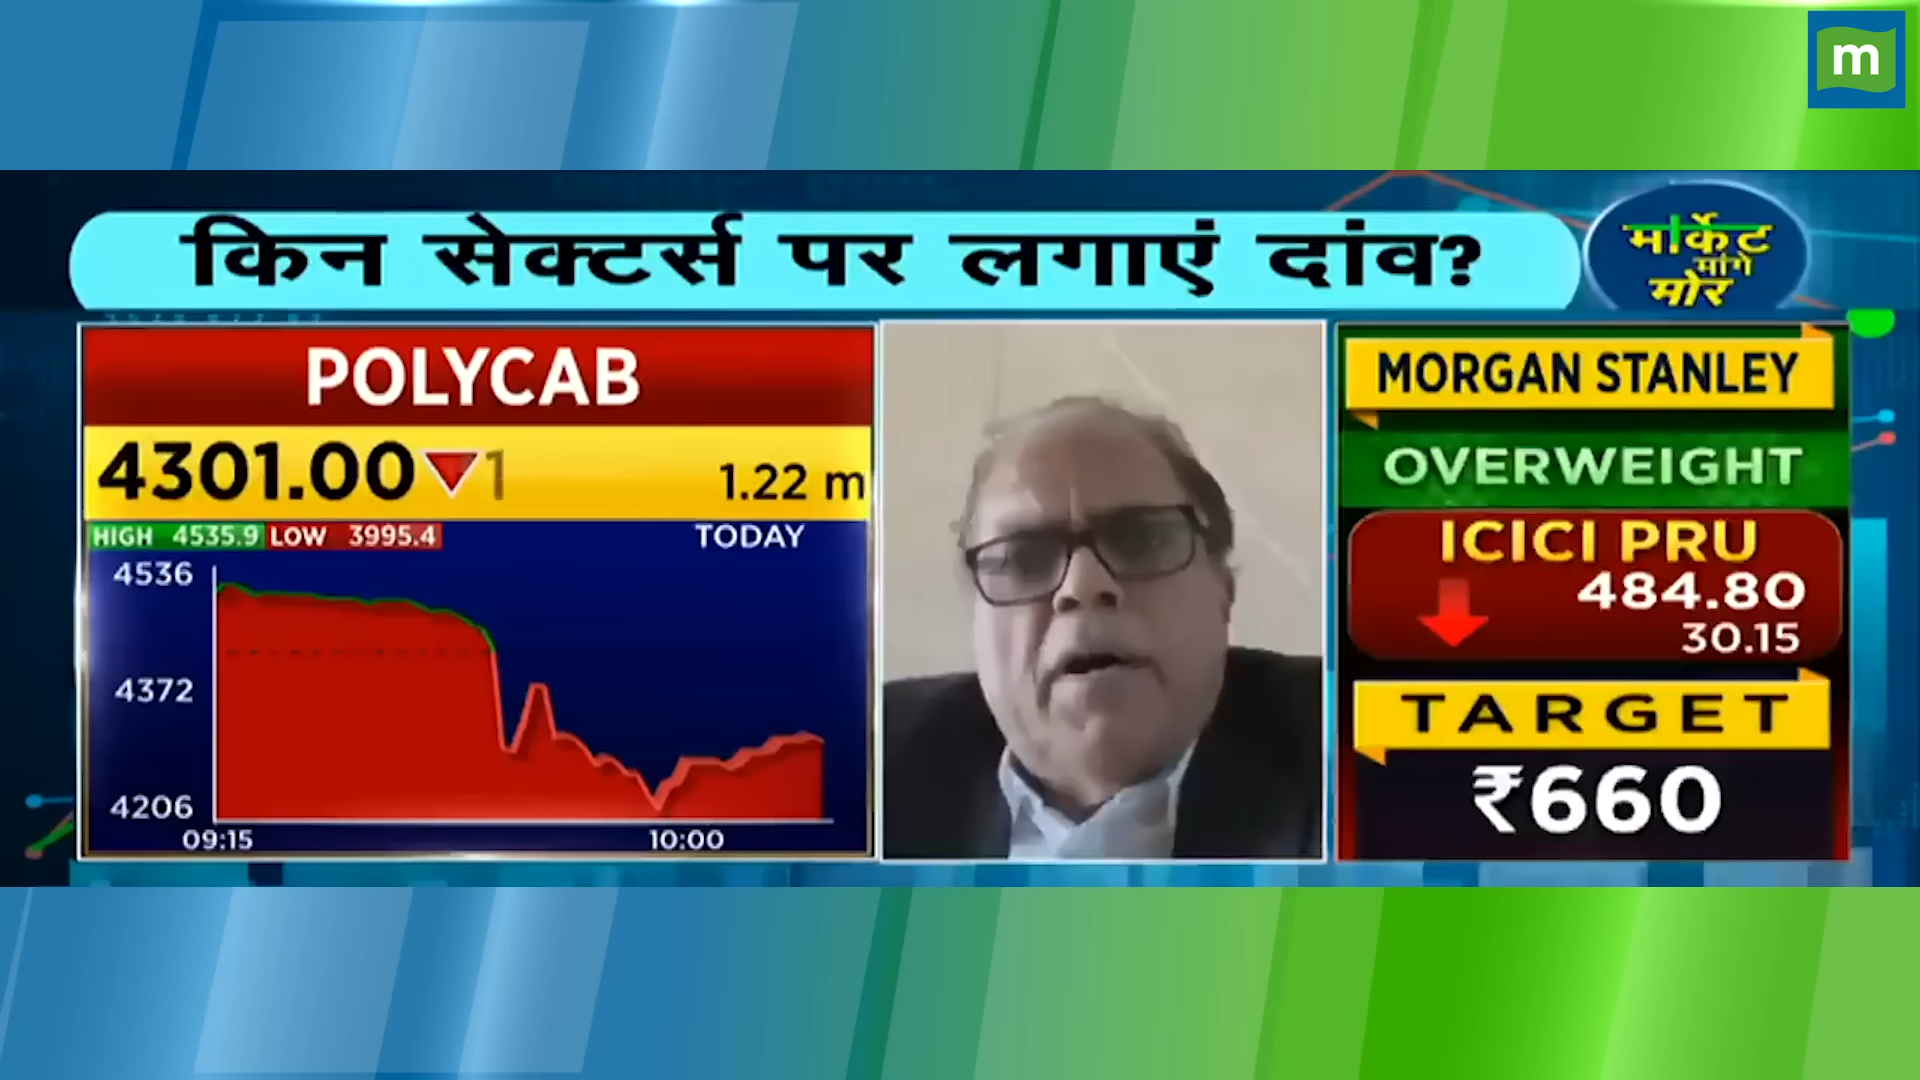 m
किन सेक्टर्स पर लगाएं दांव?
मार्केट
मांगे
मोर
POLYCAB
4301.00 ▼1 1.22 m
HIGH 4535.9 LOW 3995.4 TODAY
4536
4372
4206
09:15 10:00
MORGAN STANLEY
OVERWEIGHT
ICICI PRU
484.80
30.15
TARGET
₹660